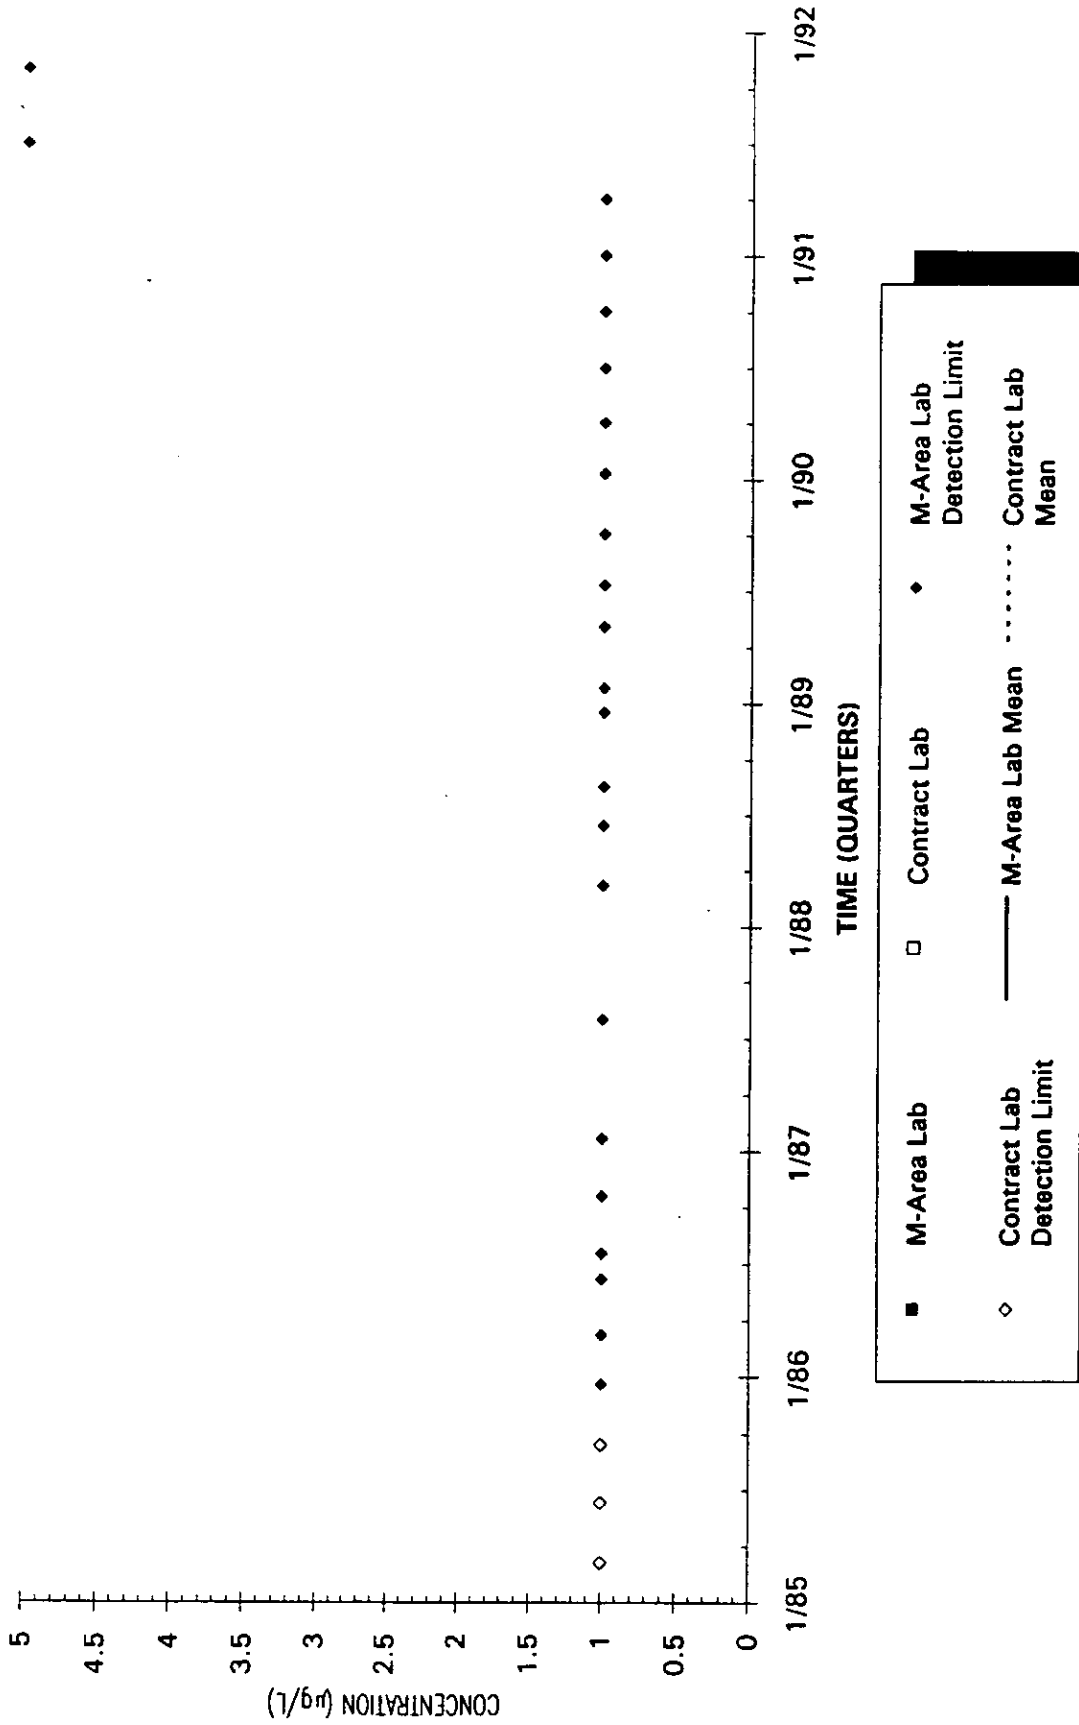 CONCENTRATION (µg/L)
5
4.5
4
3.5
3
2.5
2
1.5
1
0.5
0
1/85
1/86
1/87
1/88
1/89
1/90
1/91
1/92
TIME (QUARTERS)
M-Area Lab
Contract Lab
M-Area Lab
Detection Limit
Contract Lab
Detection Limit
M-Area Lab Mean
Contract Lab
Mean